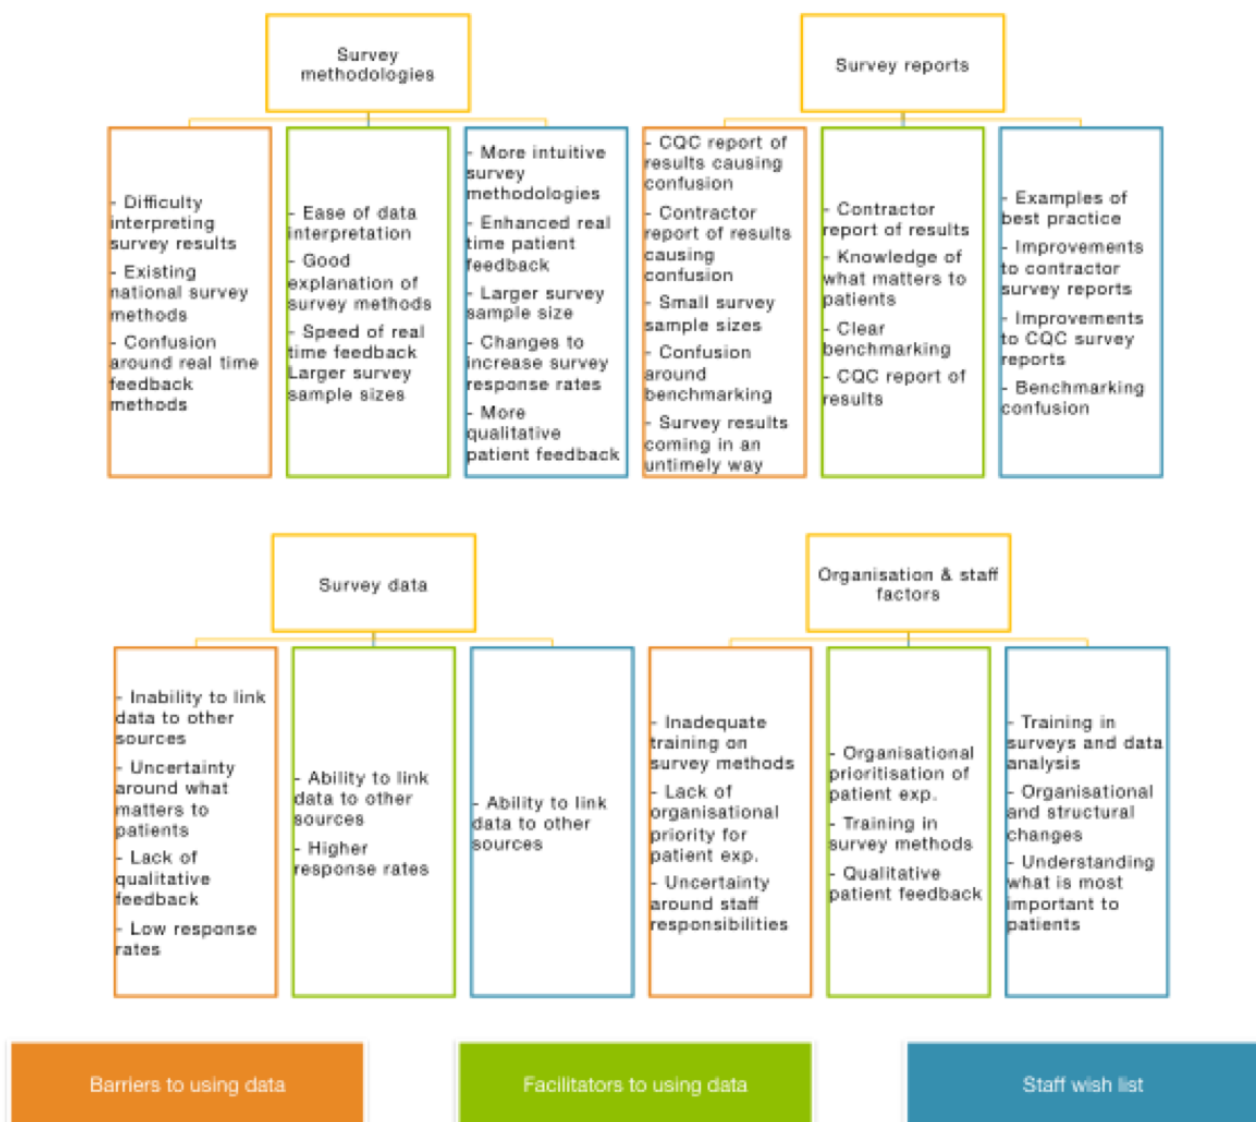 Survey
methodologies
- Difficulty
interpreting
survey results
- Existing
national survey
methods
- Confusion
around real time
feedback
methods
- Ease of data
interpretation
- Good
explanation of
survey methods
- Speed of real
time feedback
Larger survey
sample sizes
- More intuitive
survey
methodologies
- Enhanced real
time patient
feedback
- Larger survey
sample size
- Changes to
increase survey
response rates
- More
qualitative
patient feedback
Survey reports
- CQC report of
results causing
confusion
- Contractor
report of results
causing
confusion
- Small survey
sample sizes
- Confusion
around
benchmarking
- Survey results
coming in an
untimely way
- Contractor
report of results
- Knowledge of
what matters to
patients
- Clear
benchmarking
- CQC report of
results
- Examples of
best practice
- Improvements
to contractor
survey reports
- Improvements
to CQC survey
reports
- Benchmarking
confusion
Survey data
- Inability to link
data to other
sources
- Uncertainty
around what
matters to
patients
- Lack of
qualitative
feedback
- Low response
rates
- Ability to link
data to other
sources
- Higher
response rates
- Ability to link
data to other
sources
Organisation & staff
factors
- Inadequate
training on
survey methods
- Lack of
organisational
priority for
patient exp.
- Uncertainty
around staff
responsibilities
- Organisational
prioritisation of
patient exp.
- Training in
survey methods
- Qualitative
patient feedback
- Training in
surveys and data
analysis
- Organisational
and structural
changes
- Understanding
what is most
important to
patients
Barriers to using data
Facilitators to using data
Staff wish list